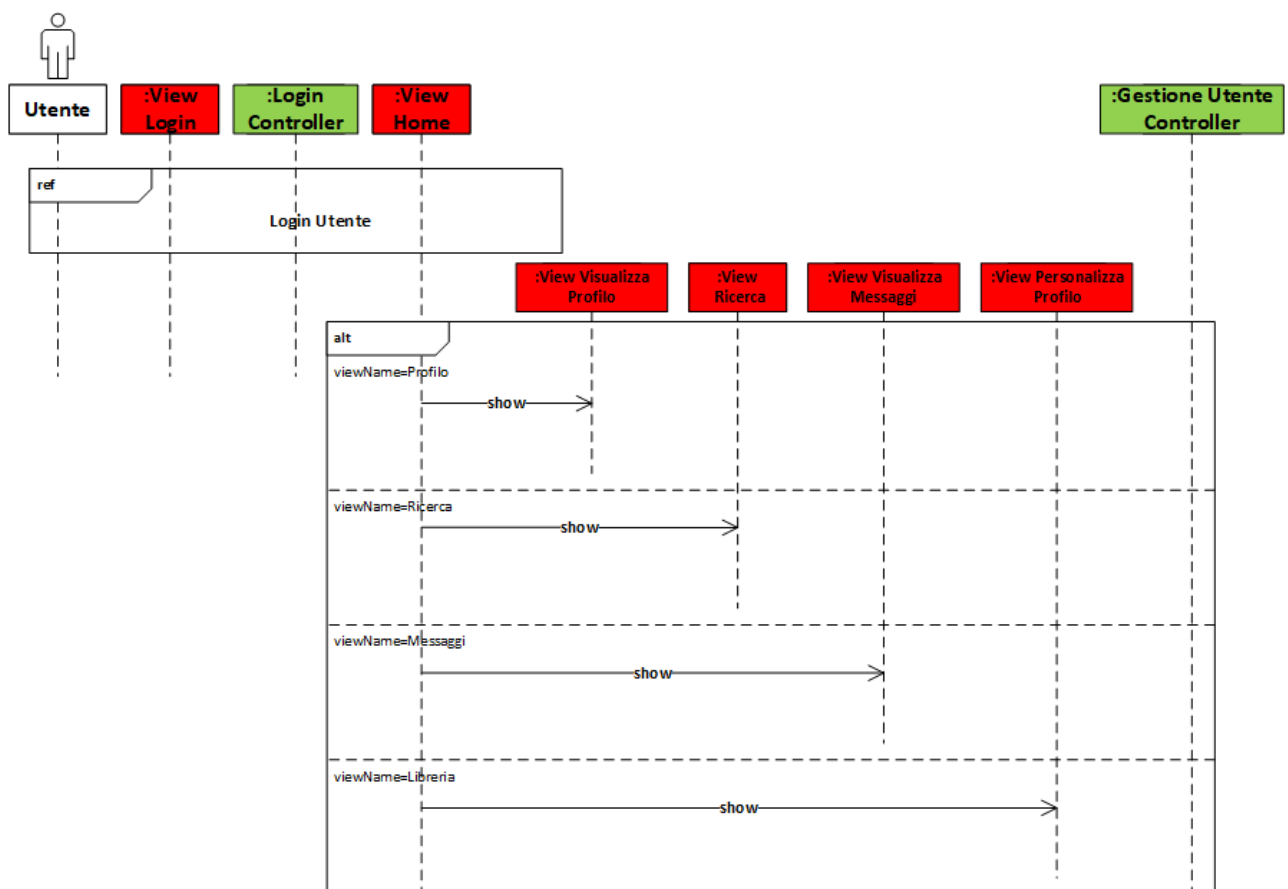 Utente
:View
Login
:Login
Controller
:View
Home
:Gestione Utente
Controller
ref
Login Utente
:View Visualizza
Profilo
:View
Ricerca
:View Visualizza
Messaggi
:View Personalizza
Profilo
alt
viewName=Profilo
show
viewName=Ricerca
show
viewName=Messaggi
show
viewName=Libreria
show